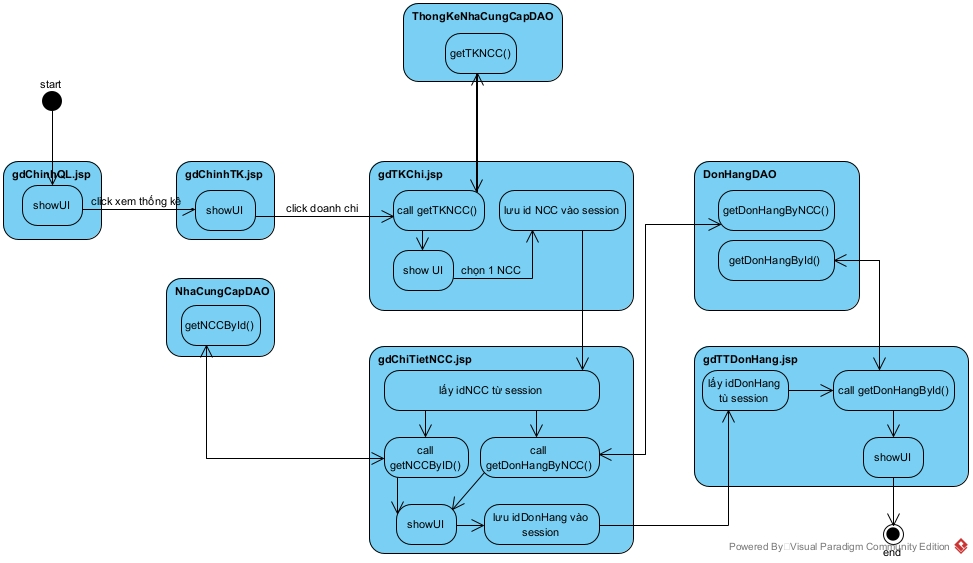 ThongKeNhaCungCapDAO
getTKNCC()
start
gdChinhQL.jsp
showUI
click xem thống kê
gdChinhTK.jsp
showUI
click doanh chi
gdTKChi.jsp
call getTKNCC()
lưu id NCC vào session
show UI
chọn 1 NCC
DonHangDAO
getDonHangByNCC()
getDonHangById()
NhaCungCapDAO
getNCCById()
gdChiTietNCC.jsp
lấy idNCC từ session
call
getNCCByID()
call
getDonHangByNCC()
showUI
lưu idDonHang vào
session
gdTTDonHang.jsp
lấy idDonHang
từ session
call getDonHangById()
showUI
end
Powered By Visual Paradigm Community Edition